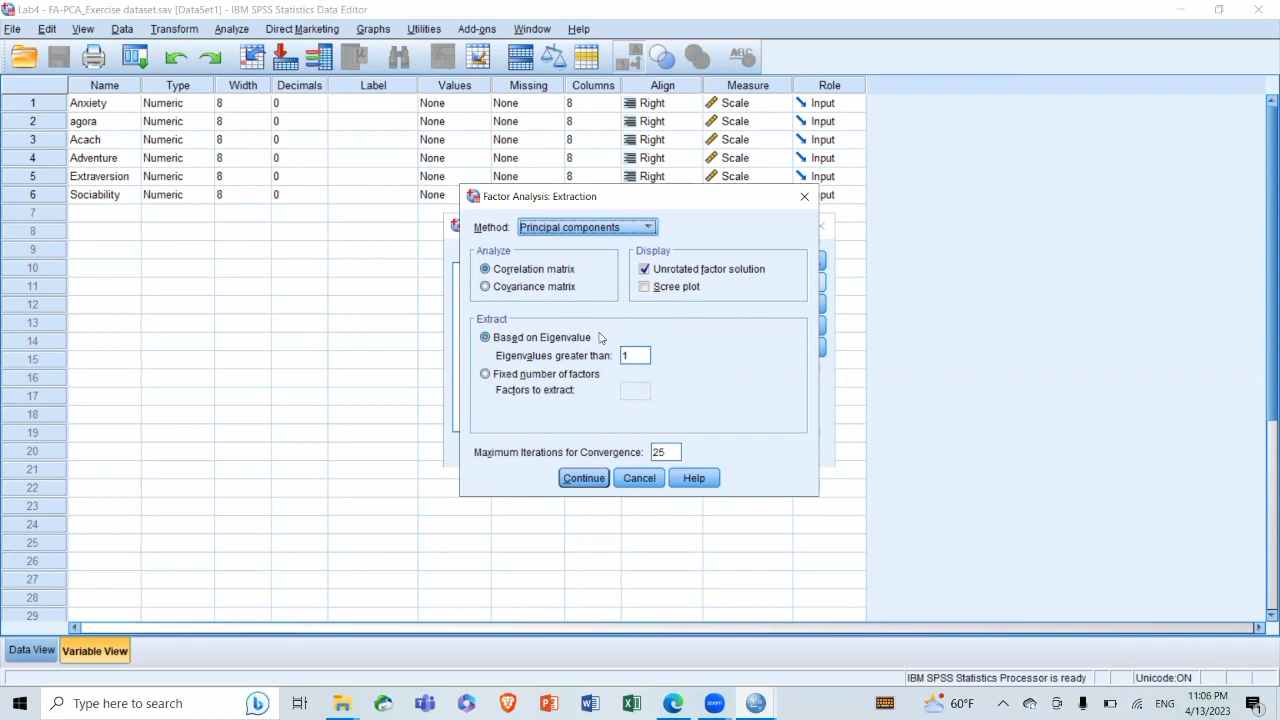 Lab4 - FA-PCA_Exercise dataset.sav [DataSet1] - IBM SPSS Statistics Data Editor
File Edit View Data Transform Analyze Direct Marketing Graphs Utilities Add-ons Window Help
Name Type Width Decimals Label Values Missing Columns Align Measure Role
1 Anxiety Numeric 8 0 None None 8 Right Scale Input
2 agora Numeric 8 0 None None 8 Right Scale Input
3 Acach Numeric 8 0 None None 8 Right Scale Input
4 Adventure Numeric 8 0 None None 8 Right Scale Input
5 Extraversion Numeric 8 0 None None 8 Right Scale Input
6 Sociability Numeric 8 0 None
7
8
9
10
11
12
13
14
15
16
17
18
19
20
21
22
23
24
25
26
27
28
29
Factor Analysis: Extraction
Method: Principal components
Analyze
Correlation matrix
Covariance matrix
Display
Unrotated factor solution
Scree plot
Extract
Based on Eigenvalue
Eigenvalues greater than: 1
Fixed number of factors
Factors to extract:
Maximum Iterations for Convergence: 25
Continue Cancel Help
Data View Variable View
IBM SPSS Statistics Processor is ready Unicode:ON
Type here to search
zoom
60°F
ENG
11:06 PM
4/13/2023
1